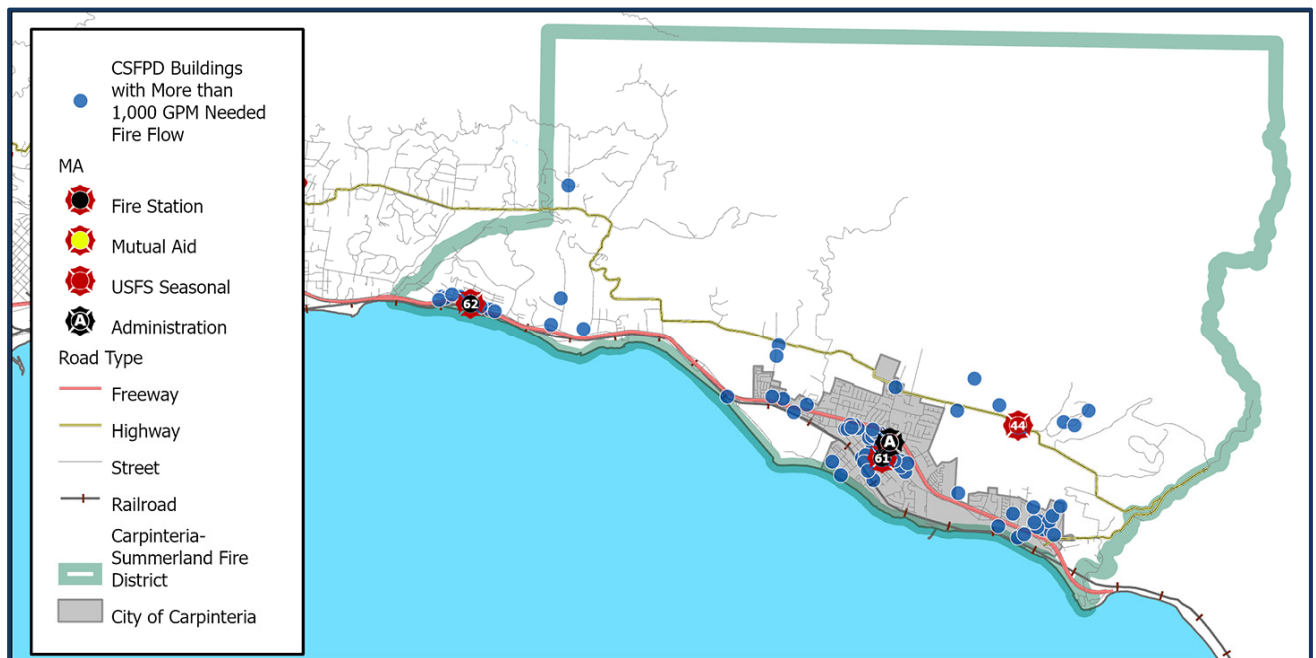 CSFPD Buildings
with More than
1,000 GPM Needed
Fire Flow
MA
Fire Station
Mutual Aid
USFS Seasonal
A
Administration
Road Type
Freeway
Highway
Street
Railroad
Carpinteria-
Summerland Fire
District
City of Carpinteria
62
44
A
61